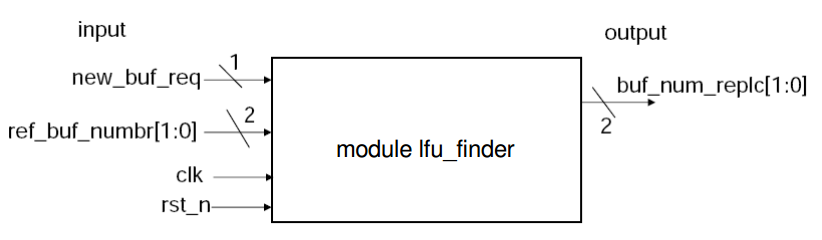 input
output
new_buf_req
1
buf_num_replc[1:0]
2
ref_buf_numbr[1:0]
2
module lfu_finder
clk
rst_n